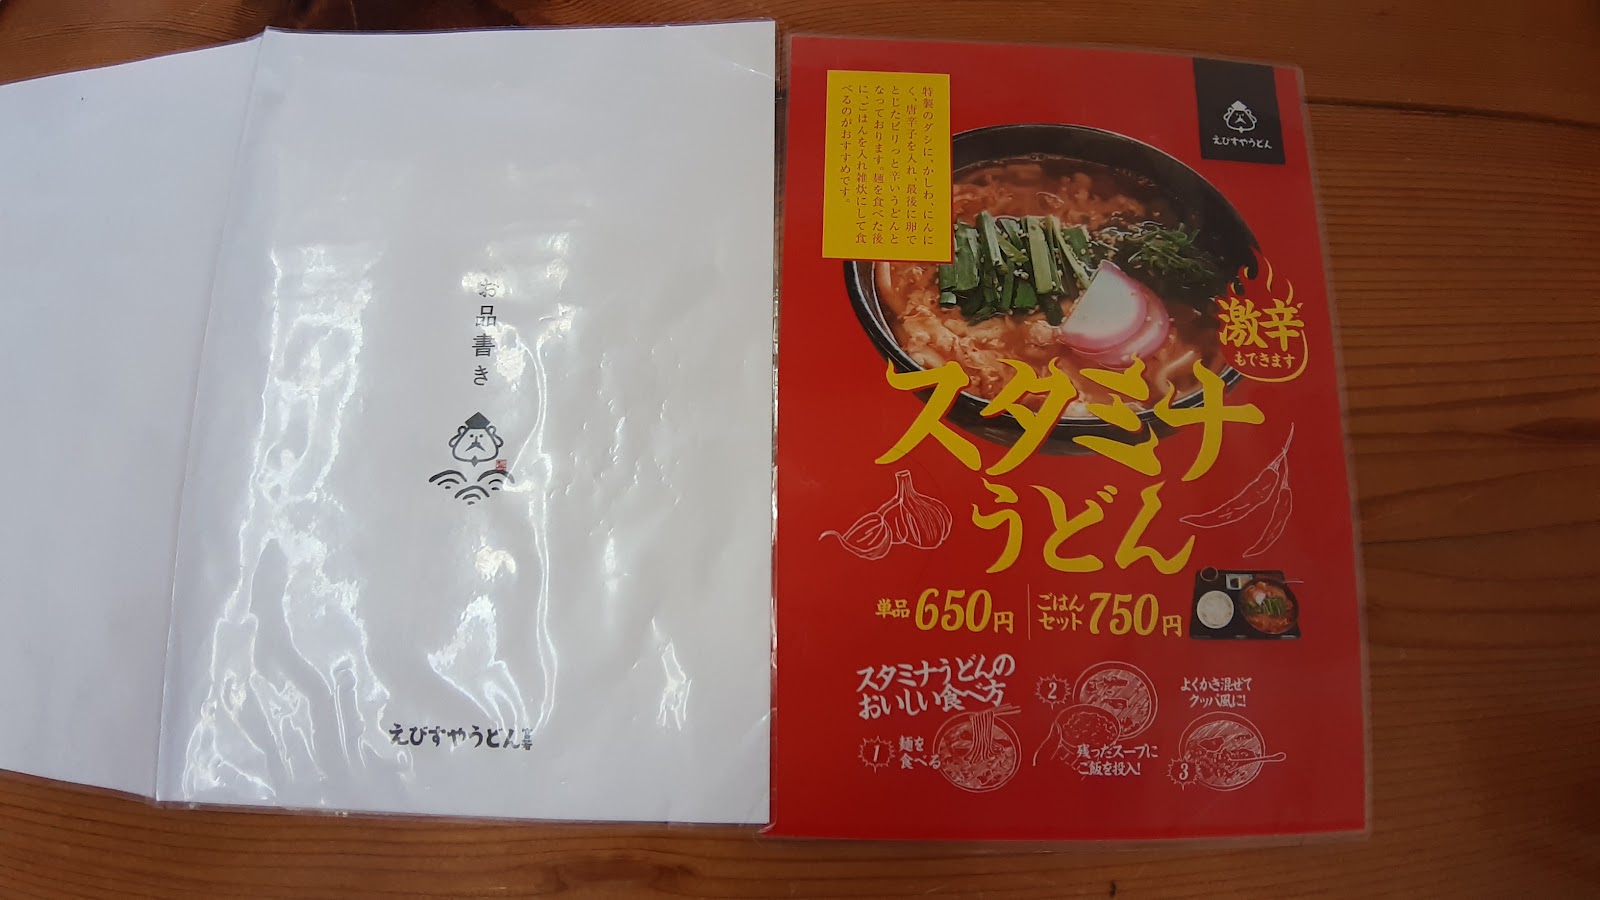 お品書き
えびすやうどん
特製のダシに、かしわ、にんに
く、唐辛子を入れ、最後に卵で
とじたピリっと辛いうどんと
なっております。麺を食べた後
に、ごはんを入れ雑炊にして食
べるのがおすすめです。
えびすやうどん
激辛
もできます
スタミナ
うどん
単品650円
ごはん
セット750円
スタミナうどんの
おいしい食べ方
1
麺を
食べる
2
残ったスープに
ご飯を投入!
よくかき混ぜて
クッパ風に!
3